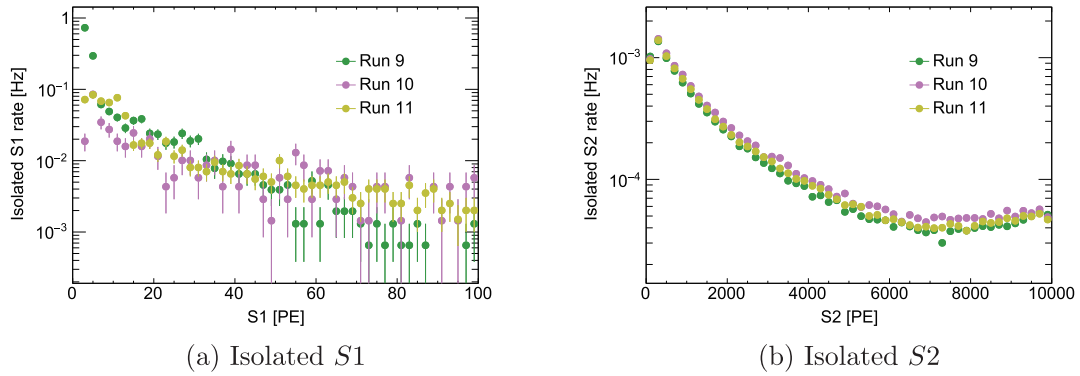 Isolated S1 rate [Hz]
1
10⁻¹
10⁻²
10⁻³
Run 9
Run 10
Run 11
0 20 40 60 80 100
S1 [PE]
(a) Isolated S1
Isolated S2 rate [Hz]
10⁻³
10⁻⁴
Run 9
Run 10
Run 11
0 2000 4000 6000 8000 10000
S2 [PE]
(b) Isolated S2